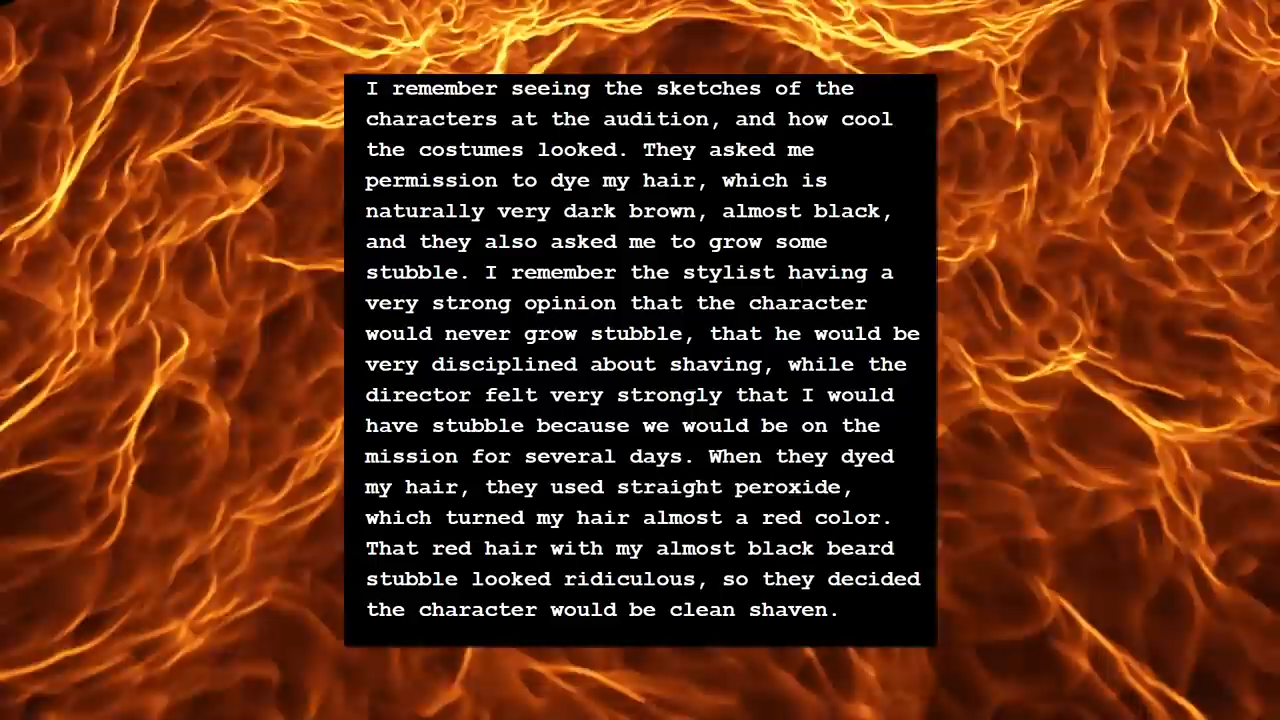 I remember seeing the sketches of the
characters at the audition, and how cool
the costumes looked. They asked me
permission to dye my hair, which is
naturally very dark brown, almost black,
and they also asked me to grow some
stubble. I remember the stylist having a
very strong opinion that the character
would never grow stubble, that he would be
very disciplined about shaving, while the
director felt very strongly that I would
have stubble because we would be on the
mission for several days. When they dyed
my hair, they used straight peroxide,
which turned my hair almost a red color.
That red hair with my almost black beard
stubble looked ridiculous, so they decided
the character would be clean shaven.